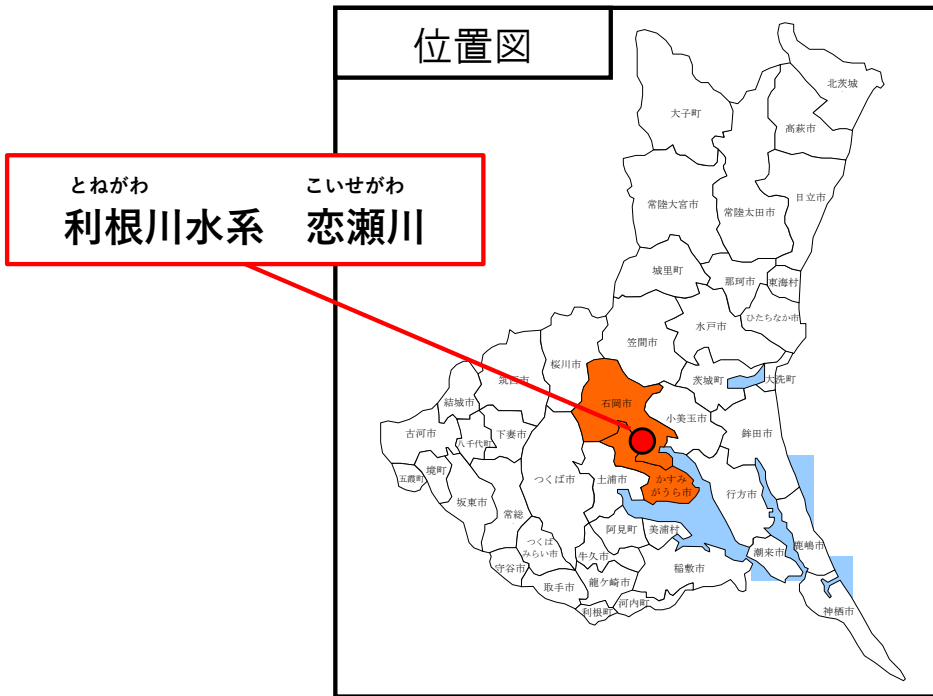 位置図
とねがわ　こいせがわ
利根川水系　恋瀬川
北茨城
大子町
高萩市
日立市
常陸大宮市
常陸太田市
城里町
那珂市
東海村
ひたちなか市
水戸市
笠間市
桜川市
茨城町
大洗町
筑西市
石岡市
小美玉市
鉾田市
結城市
古河市
八千代町
下妻市
五霞町
境町
坂東市
つくば市
土浦市
かすみ
がうら市
行方市
常総
阿見町
美浦村
つくば
みらい市
牛久市
稲敷市
潮来市
鹿嶋市
守谷市
取手市
龍ケ崎市
利根町
河内町
神栖市